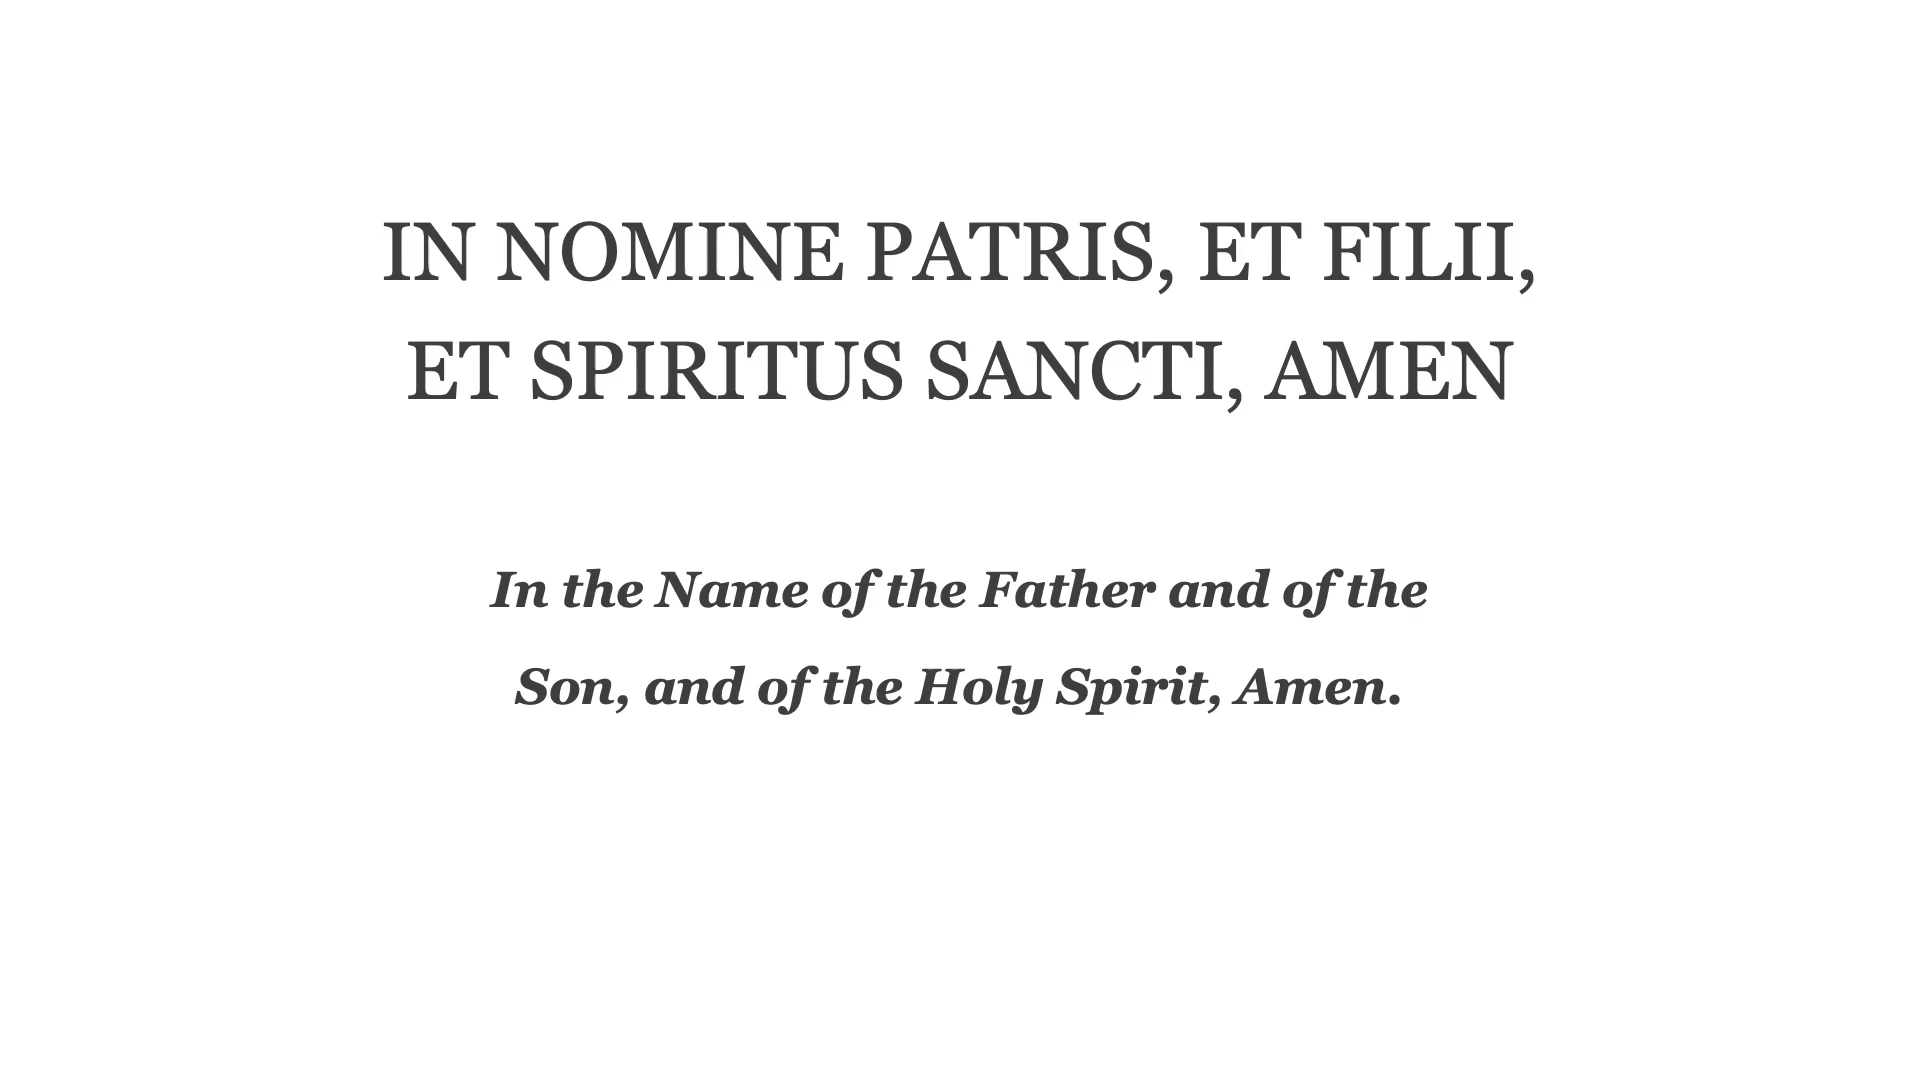 IN NOMINE PATRIS, ET FILII,
ET SPIRITUS SANCTI, AMEN
In the Name of the Father and of the
Son, and of the Holy Spirit, Amen.